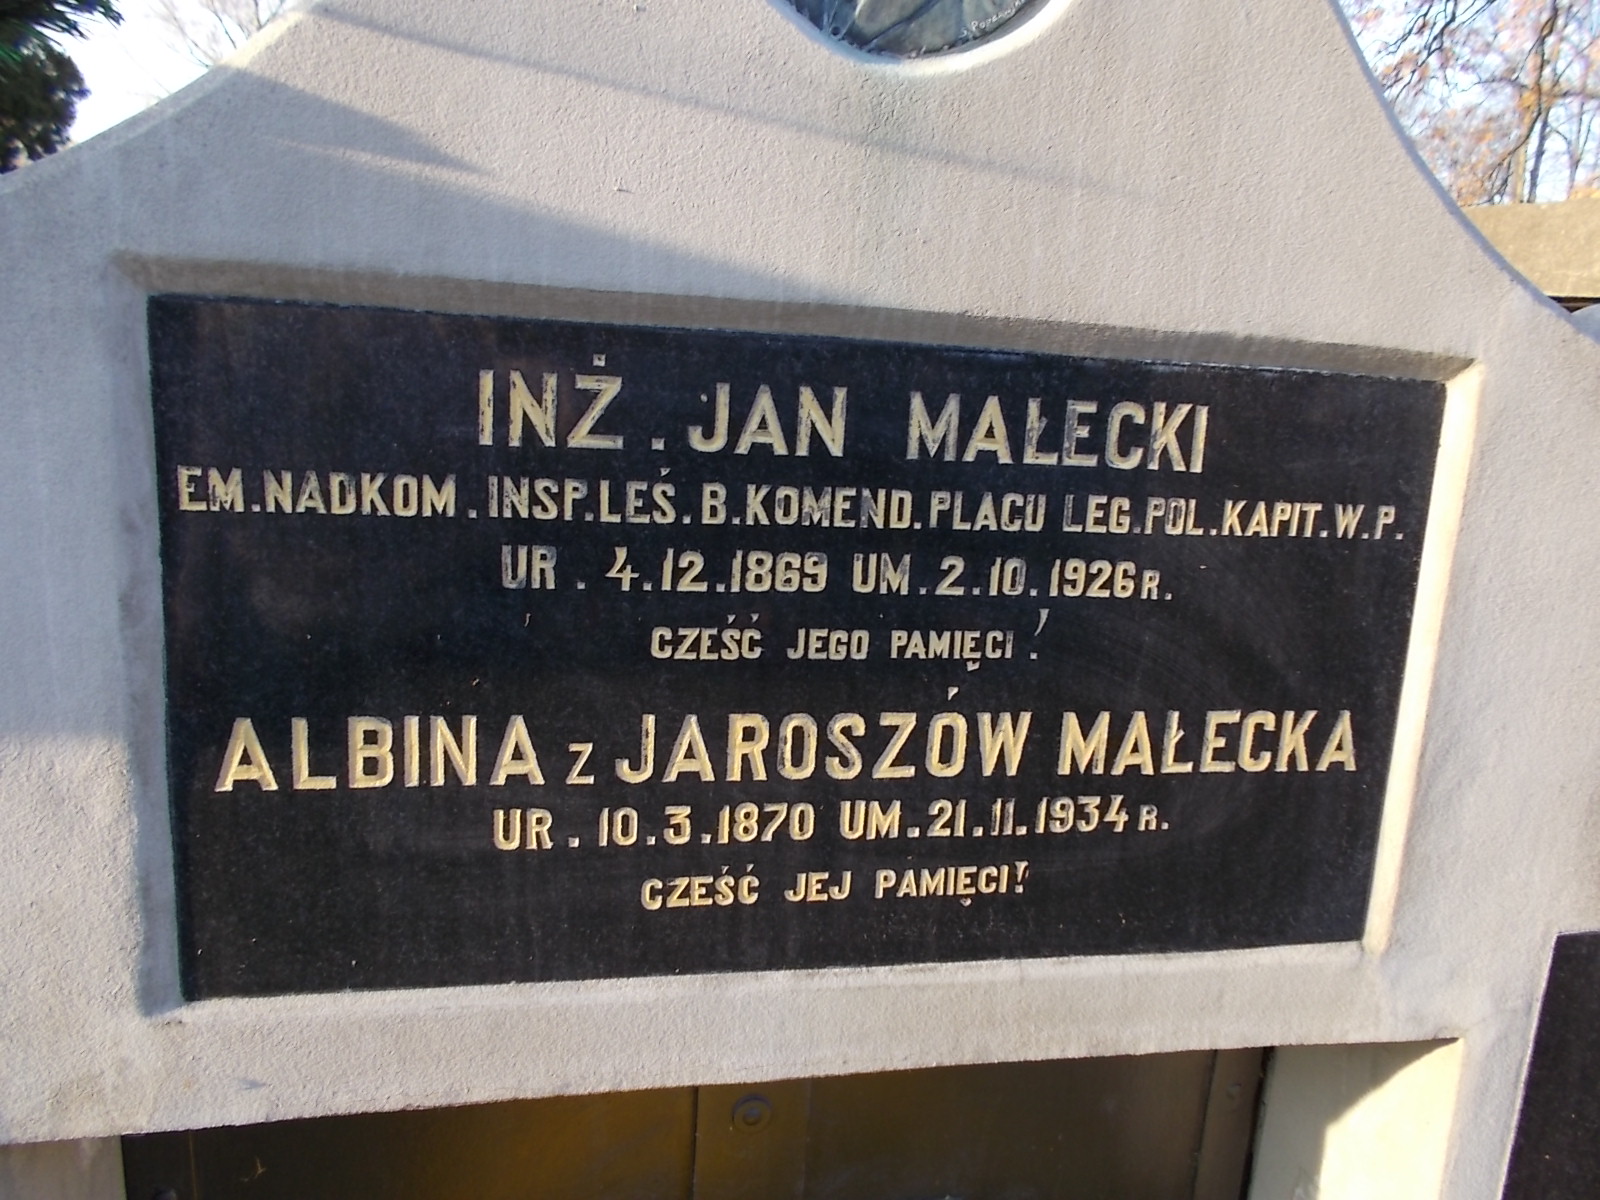 INŻ. JAN MAŁECKI
EM. NADKOM. INSP. LEŚ. B. KOMEND. PLACU LEG. POL. KAPIT. W. P.
UR. 4.12.1869 UM. 2.10.1926 R.
CZEŚĆ JEGO PAMIĘCI!
ALBINA z JAROSZÓW MAŁECKA
UR. 10.3.1870 UM. 21.11.1934 R.
CZEŚĆ JEJ PAMIĘCI!